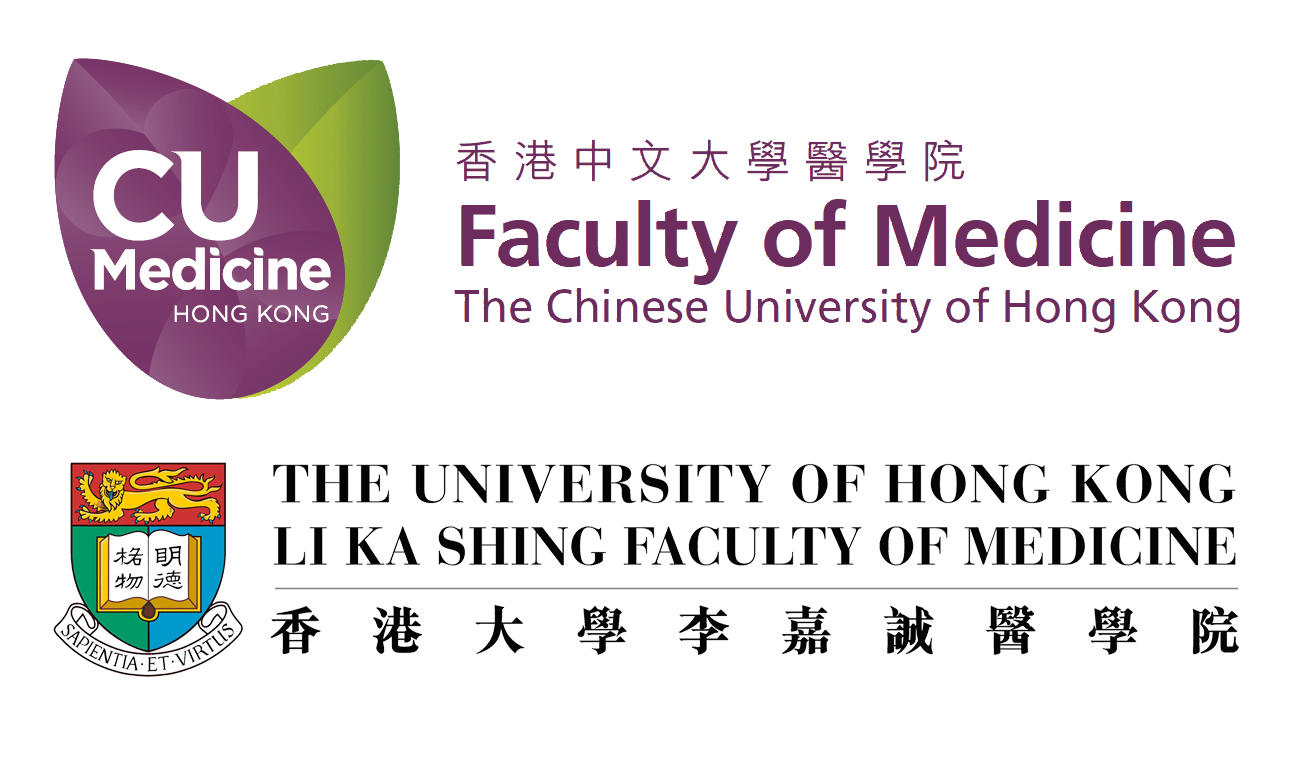 CU
Medicine
HONG KONG
香港中文大學醫學院
Faculty of Medicine
The Chinese University of Hong Kong
THE UNIVERSITY OF HONG KONG
LI KA SHING FACULTY OF MEDICINE
香港大學李嘉誠醫學院
明德
格物
SAPIENTIA·ET·VIRTUS